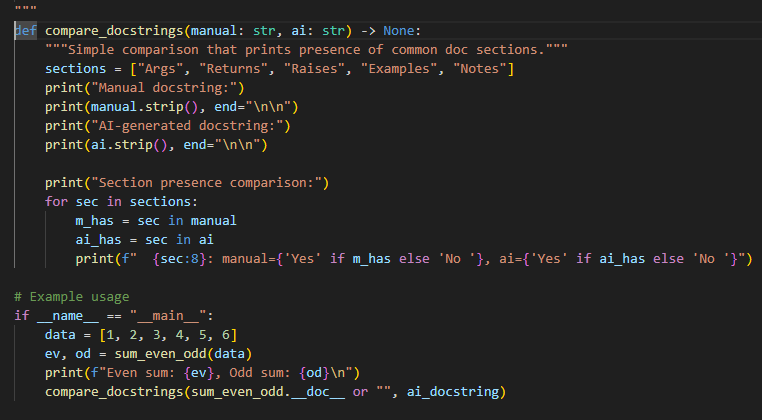 """
def compare_docstrings(manual: str, ai: str) -> None:
    """Simple comparison that prints presence of common doc sections."""
    sections = ["Args", "Returns", "Raises", "Examples", "Notes"]
    print("Manual docstring:")
    print(manual.strip(), end="\n\n")
    print("AI-generated docstring:")
    print(ai.strip(), end="\n\n")

    print("Section presence comparison:")
    for sec in sections:
        m_has = sec in manual
        ai_has = sec in ai
        print(f"  {sec:8}: manual={'Yes' if m_has else 'No '}, ai={'Yes' if ai_has else 'No '}")

# Example usage
if __name__ == "__main__":
    data = [1, 2, 3, 4, 5, 6]
    ev, od = sum_even_odd(data)
    print(f"Even sum: {ev}, Odd sum: {od}\n")
    compare_docstrings(sum_even_odd.__doc__ or "", ai_docstring)